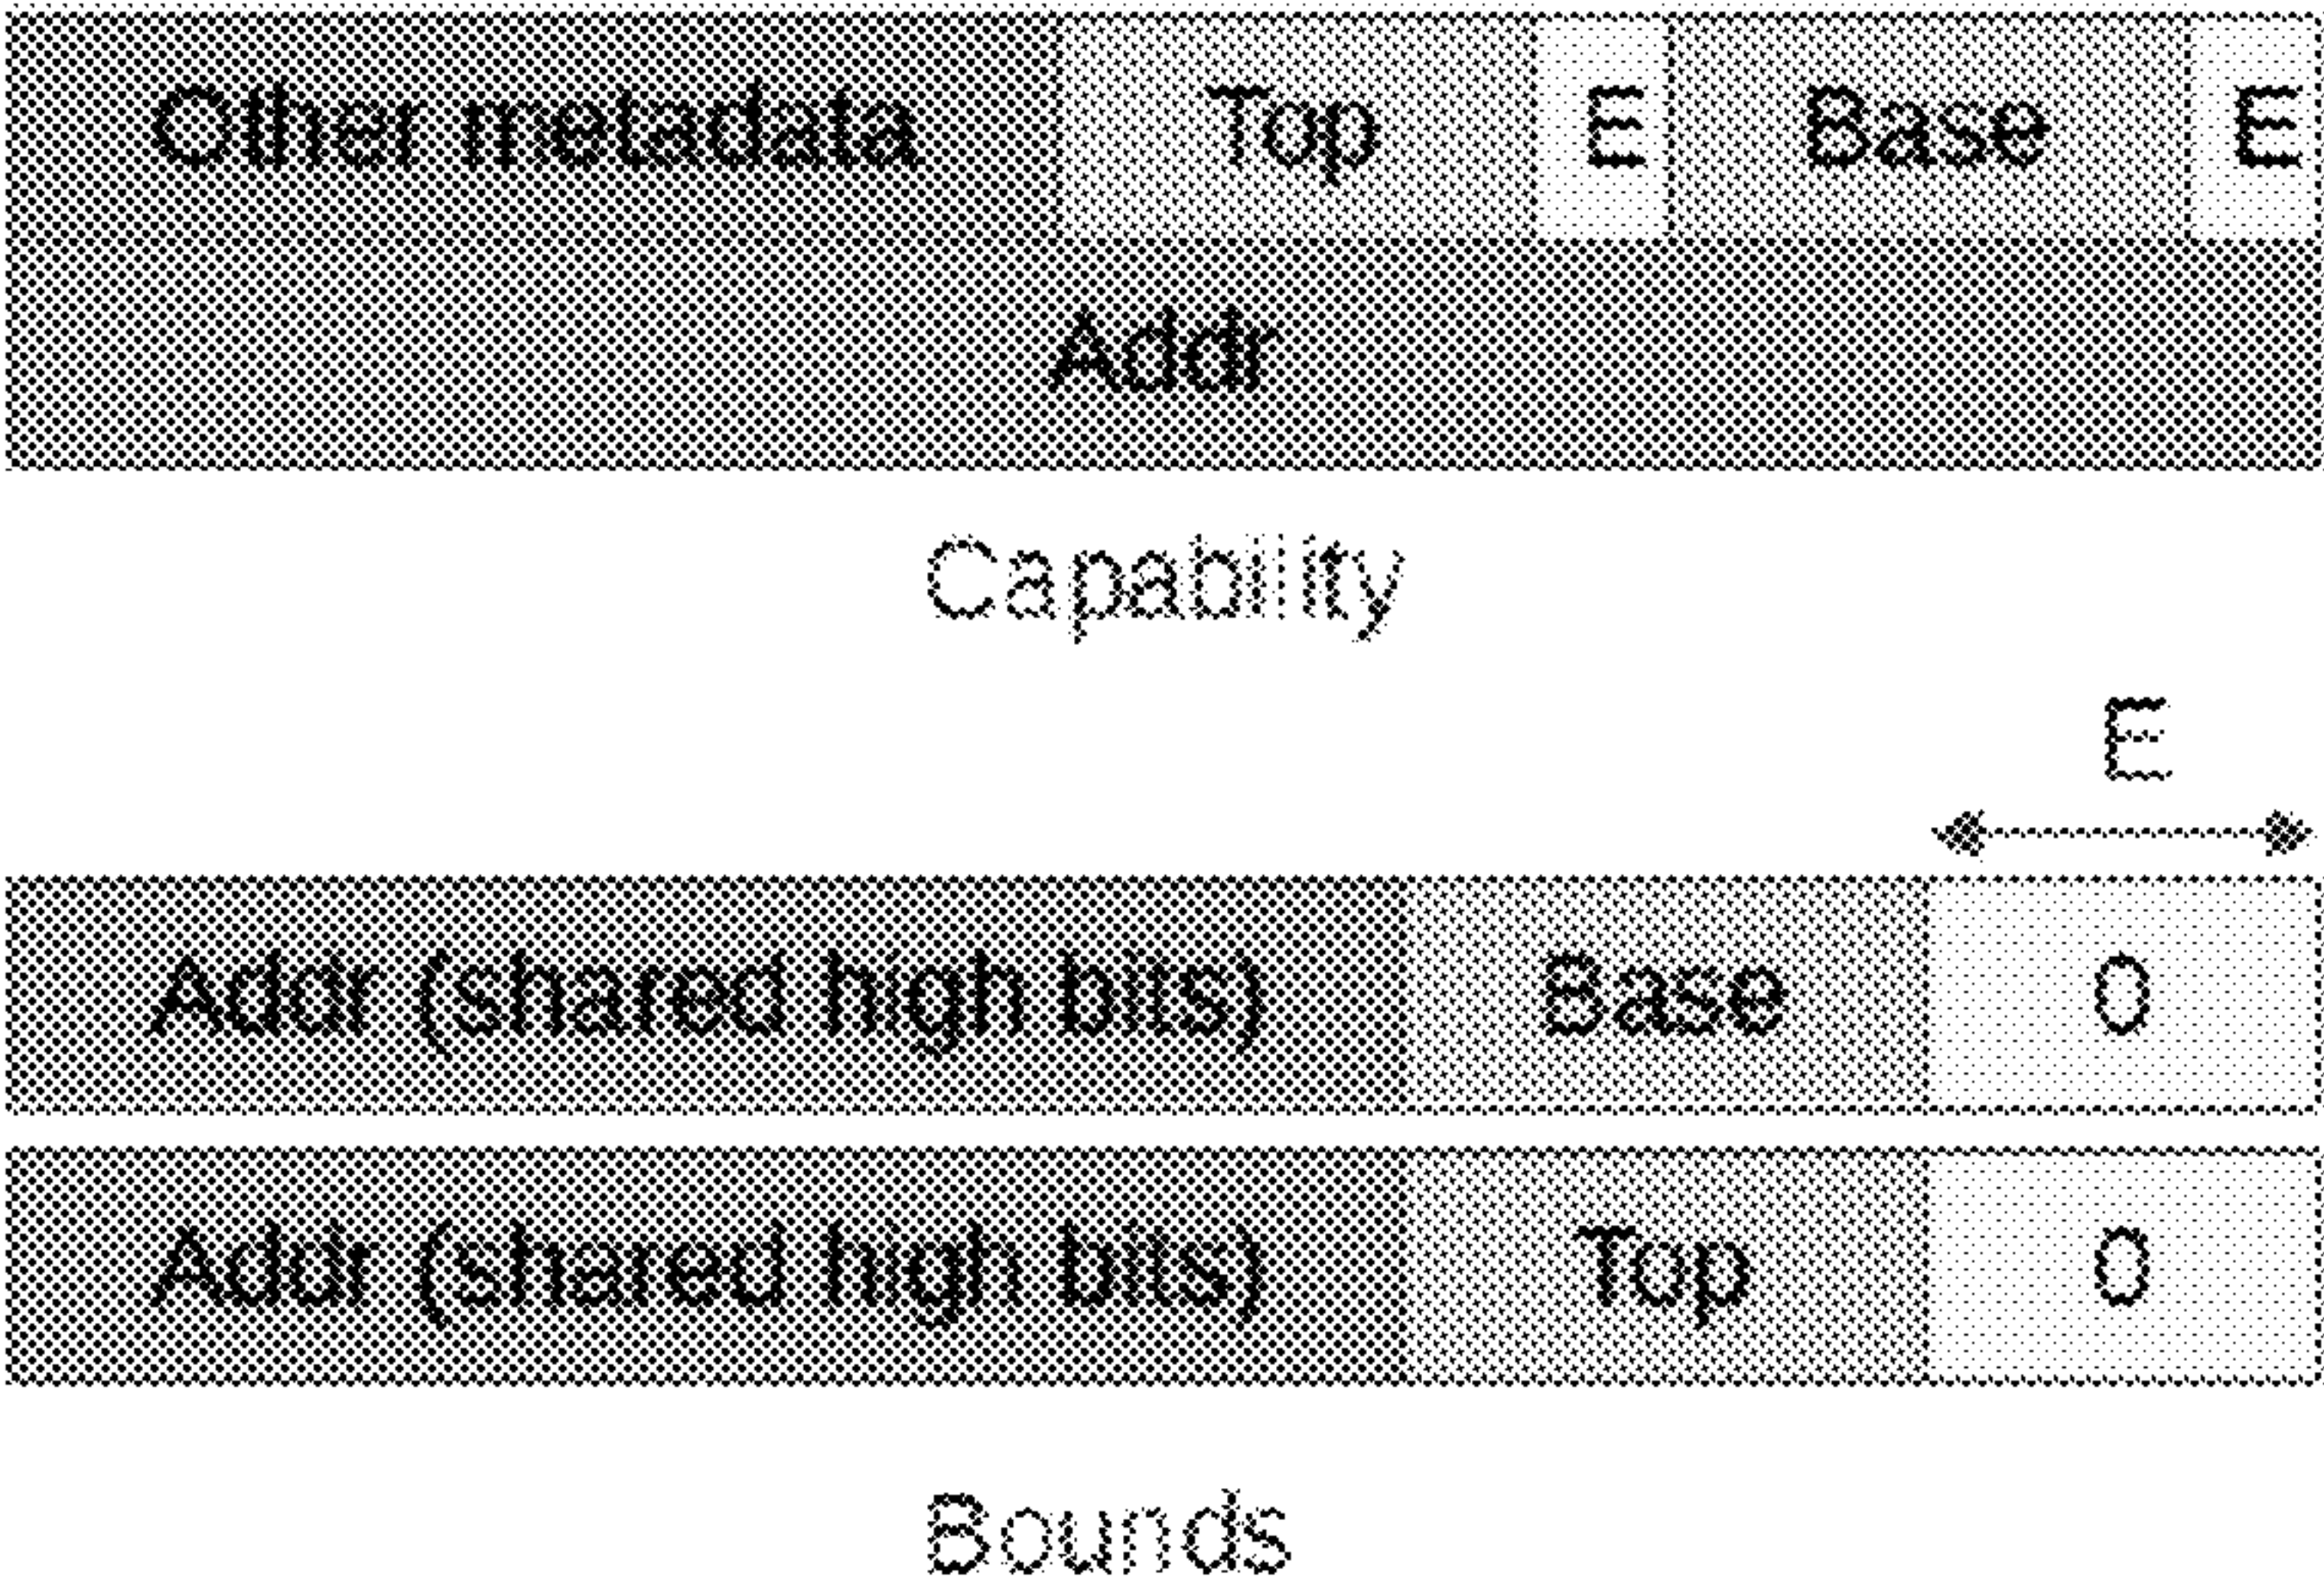 Other metadata Top E Base E
Addr
Capability
E
Addr (shared high bits) Base 0
Addr (shared high bits) Top 0
Bounds